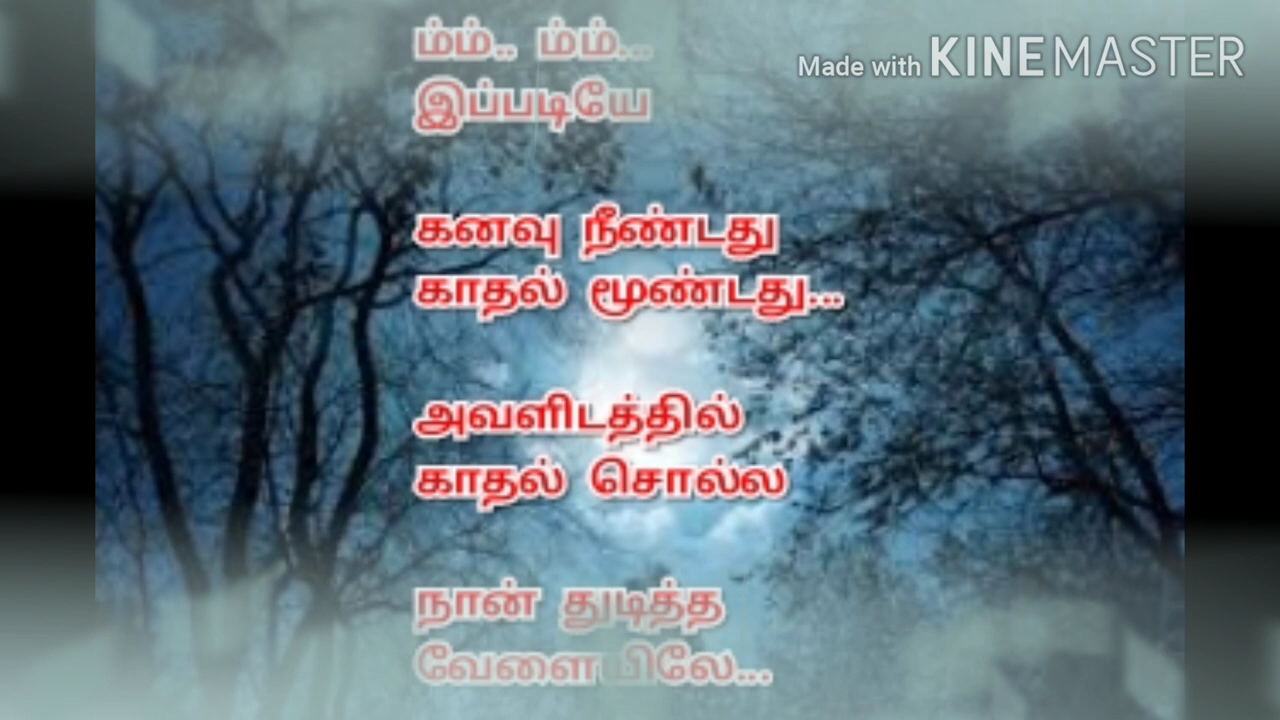 ம்ம்.. ம்ம்...
Made with KINEMASTER
இப்படியே
கனவு நீண்டது
காதல் மூண்டது...
அவளிடத்தில்
காதல் சொல்ல
நான் துடித்த
வேளையிலே...